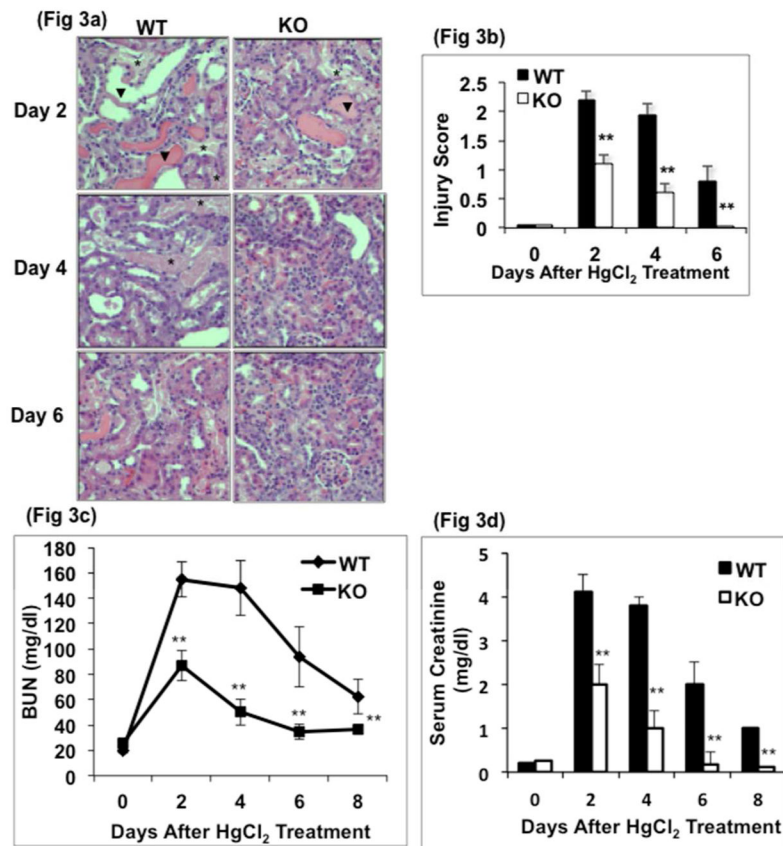 (Fig 3a)
WT KO
Day 2
*
*
*
*
Day 4
*
*
Day 6
(Fig 3b)
WT
KO
2.5
2
1.5
1
0.5
0
Injury Score
**
**
**
0 2 4 6
Days After HgCl2 Treatment
(Fig 3c)
180
160
140
120
100
80
60
40
20
0
BUN (mg/dl)
WT
KO
**
**
**
**
0 2 4 6 8
Days After HgCl2 Treatment
(Fig 3d)
5
4
3
2
1
0
Serum Creatinine
(mg/dl)
WT
KO
**
**
**
**
0 2 4 6 8
Days After HgCl2 Treatment